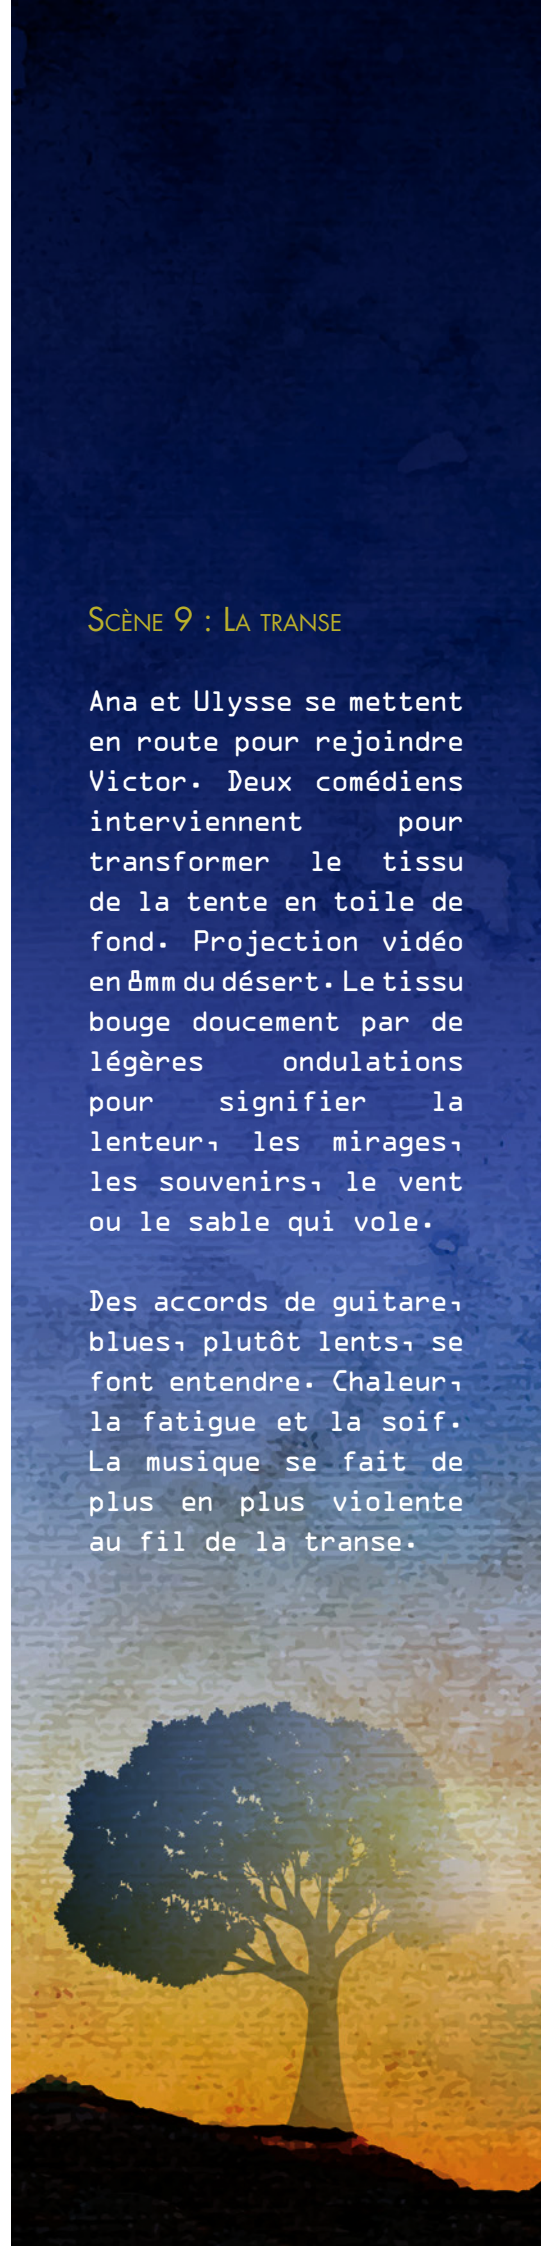 Scène 9 : La transe
Ana et Ulysse se mettent
en route pour rejoindre
Victor. Deux comédiens
interviennent pour
transformer le tissu
de la tente en toile de
fond. Projection vidéo
en 8mm du désert. Le tissu
bouge doucement par de
légères ondulations
pour signifier la
lenteur, les mirages,
les souvenirs, le vent
ou le sable qui vole.
Des accords de guitare,
blues, plutôt lents, se
font entendre. Chaleur,
la fatigue et la soif.
La musique se fait de
plus en plus violente
au fil de la transe.